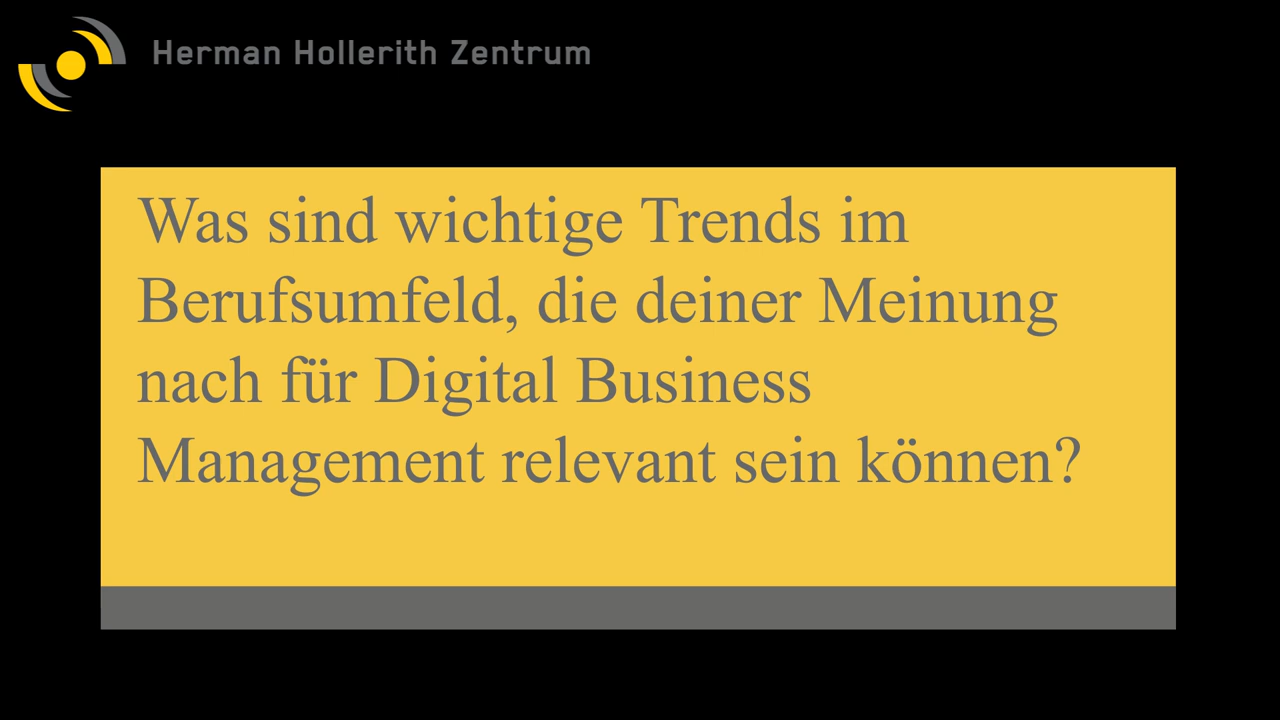 Herman Hollerith Zentrum
Was sind wichtige Trends im
Berufsumfeld, die deiner Meinung
nach für Digital Business
Management relevant sein können?